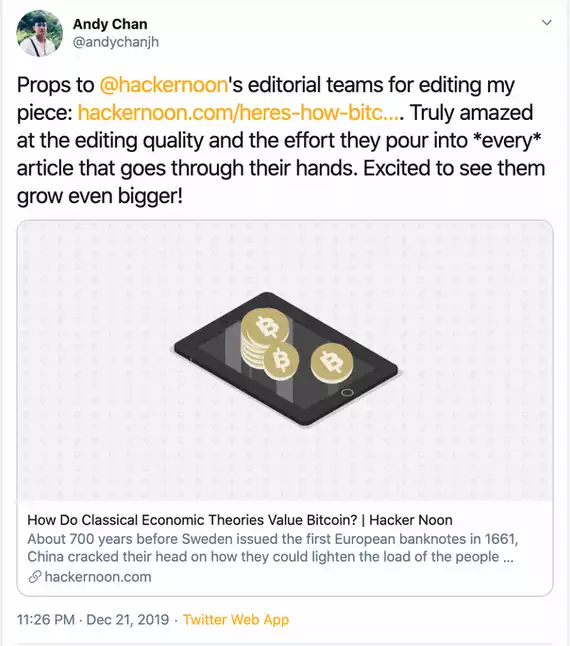 Andy Chan
@andychanjh
Props to @hackernoon's editorial teams for editing my
piece: hackernoon.com/heres-how-bitc.... Truly amazed
at the editing quality and the effort they pour into *every*
article that goes through their hands. Excited to see them
grow even bigger!
How Do Classical Economic Theories Value Bitcoin? | Hacker Noon
About 700 years before Sweden issued the first European banknotes in 1661,
China cracked their head on how they could lighten the load of the people ...
hackernoon.com
11:26 PM · Dec 21, 2019 · Twitter Web App